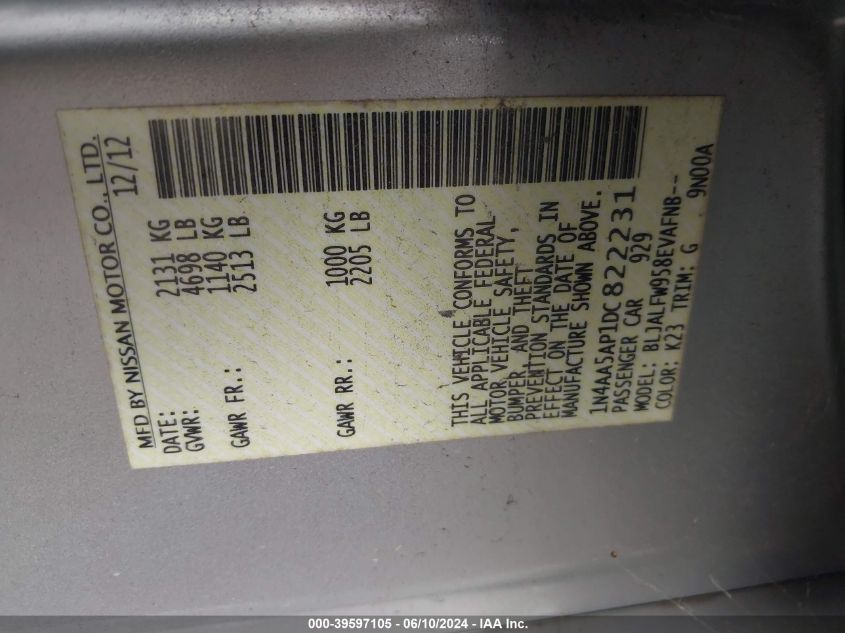 MFD BY NISSAN MOTOR CO., LTD.
DATE: 12/12
GVWR: 2131 KG
4698 LB
GAWR FR.: 1140 KG
2513 LB
GAWR RR.: 1000 KG
2205 LB
THIS VEHICLE CONFORMS TO
ALL APPLICABLE FEDERAL
MOTOR VEHICLE SAFETY,
BUMPER, AND THEFT
PREVENTION STANDARDS IN
EFFECT ON THE DATE OF
MANUFACTURE SHOWN ABOVE.
1N4AA5AP1DC822231
PASSENGER CAR 929
MODEL: BLJALFW958EVAFNB--
COLOR: K23 TRIM: G 9N00A
000-39597105 - 06/10/2024 - IAA Inc.